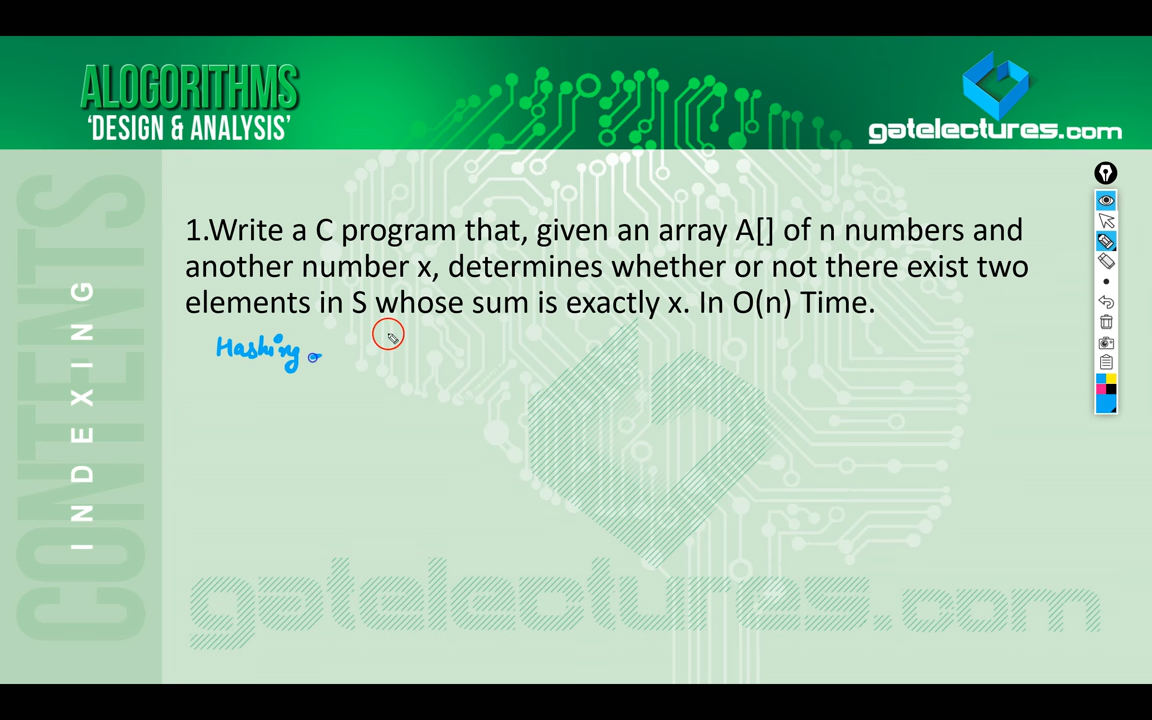 ALOGORITHMS
'DESIGN & ANALYSIS'
gatelectures.com
CONTENTS
INDEXING
1.Write a C program that, given an array A[] of n numbers and
another number x, determines whether or not there exist two
elements in S whose sum is exactly x. In O(n) Time.
Hashing
gatelectures.com